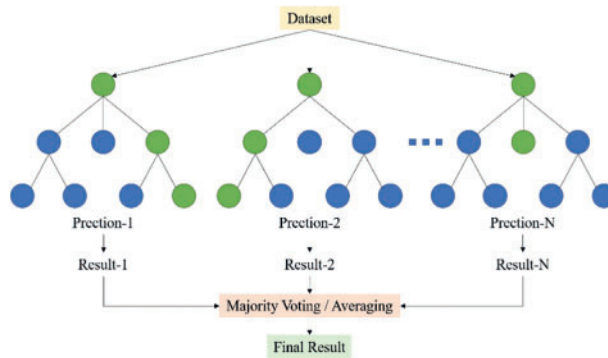 Dataset
Prection-1
Prection-2
Prection-N
Result-1
Result-2
Result-N
Majority Voting / Averaging
Final Result